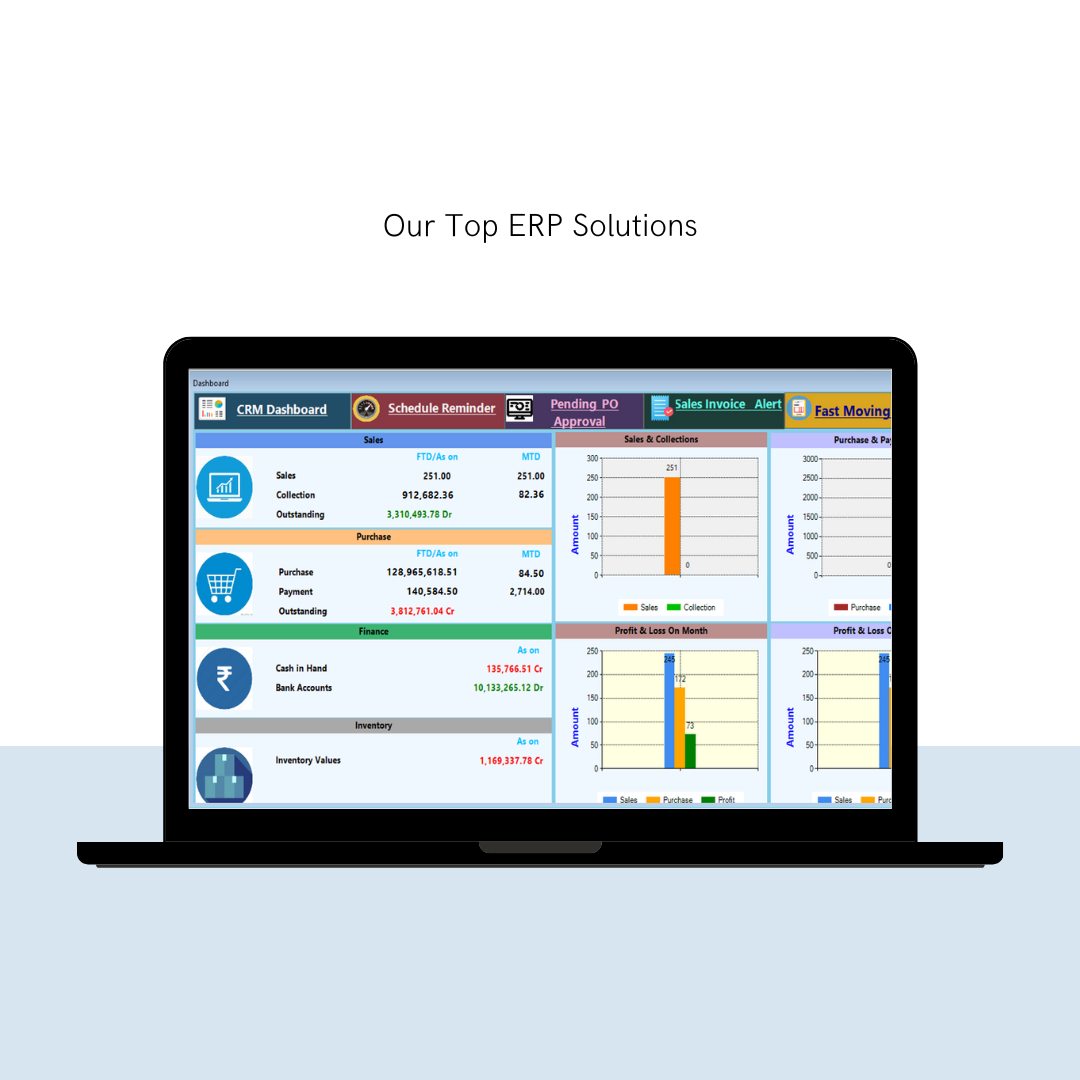 Our Top ERP Solutions
Dashboard
CRM Dashboard
Schedule Reminder
Pending PO
Approval
Sales Invoice Alert
Fast Moving
Sales
FTD/As on MTD
Sales 251.00 251.00
Collection 912,682.36 82.36
Outstanding 3,310,493.78 Dr
Purchase
FTD/As on MTD
Purchase 128,965,618.51 84.50
Payment 140,584.50 2,714.00
Outstanding 3,812,761.04 Cr
Finance
As on
Cash in Hand 135,766.51 Cr
Bank Accounts 10,133,265.12 Dr
Inventory
As on
Inventory Values 1,169,337.78 Cr
Sales & Collections
300
250
200
150
100
50
0
Amount
251
0
Sales Collection
Purchase & Pay
3000
2500
2000
1500
1000
500
0
Amount
0
Purchase
Profit & Loss On Month
250
200
150
100
50
0
Amount
245
172
73
Sales Purchase Profit
Profit & Loss
250
200
150
100
50
0
Amount
245
Sales Purc
₹